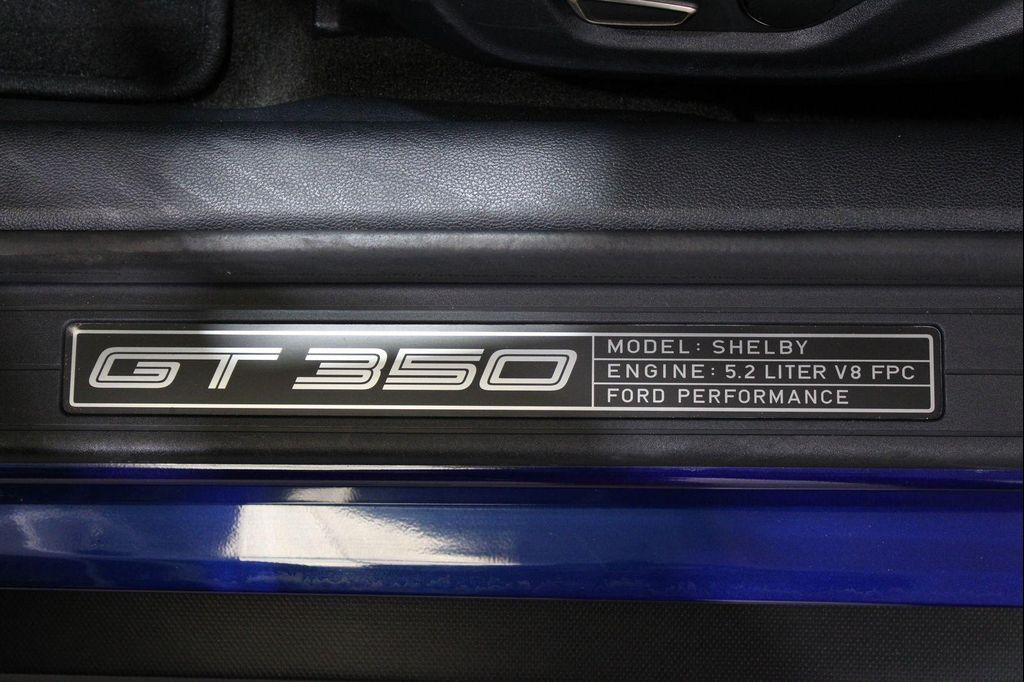 GT 350
MODEL: SHELBY
ENGINE: 5.2 LITER V8 FPC
FORD PERFORMANCE